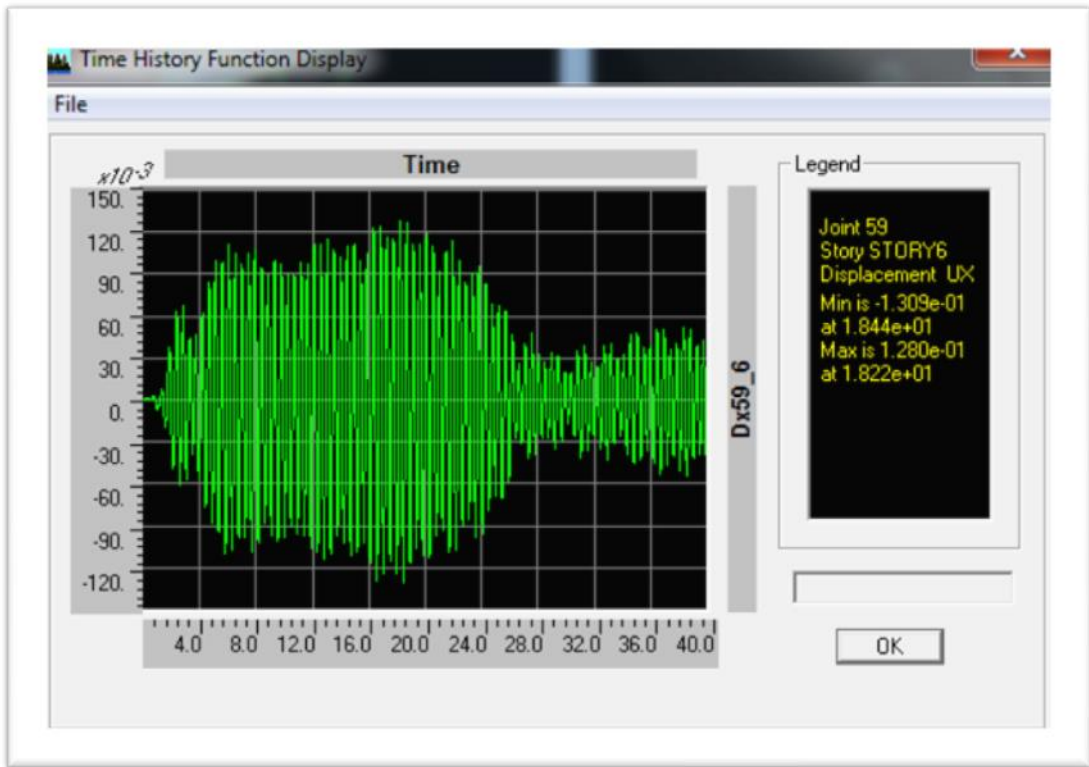 Time History Function Display
File
x10-3
Time
150.
120.
90.
60.
30.
0.
-30.
-60.
-90.
-120.
4.0 8.0 12.0 16.0 20.0 24.0 28.0 32.0 36.0 40.0
Dx59_6
Legend
Joint 59
Story STORY6
Displacement UX
Min is -1.309e-01
at 1.844e+01
Max is 1.280e-01
at 1.822e+01
OK